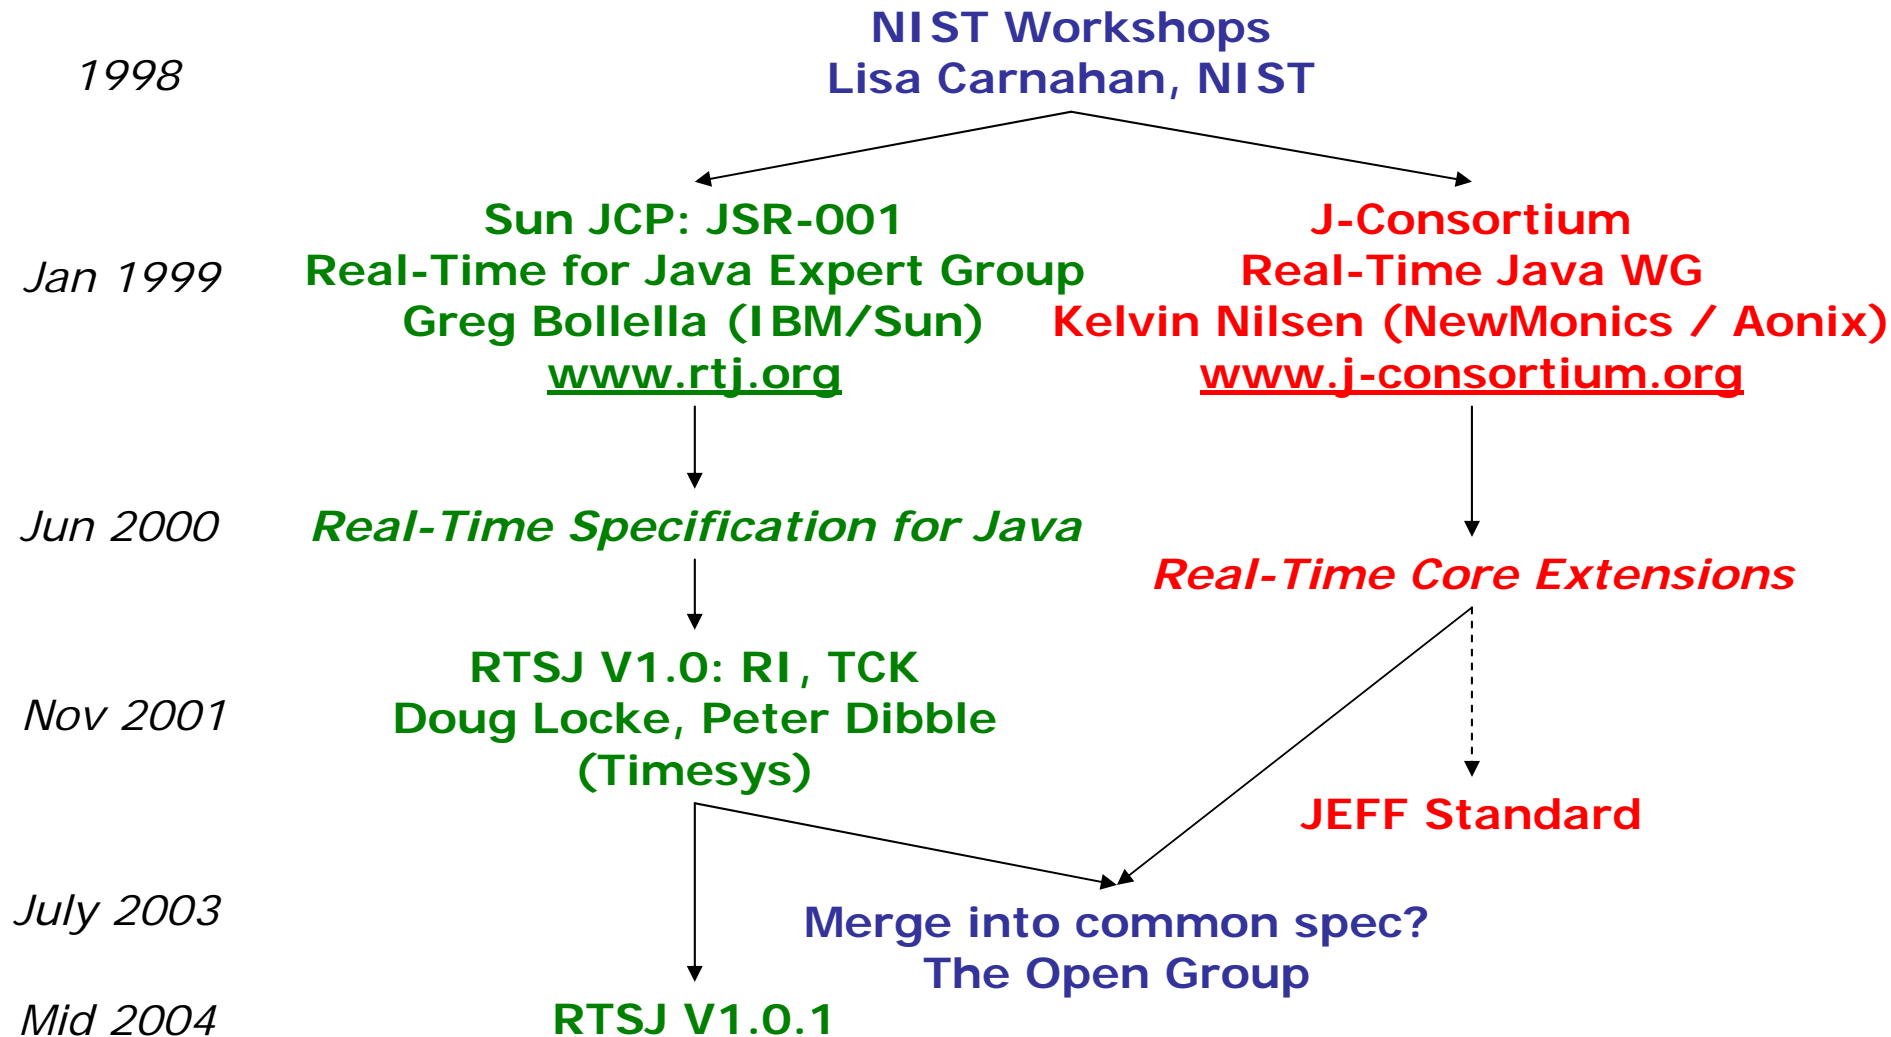 NIST Workshops
1998
Lisa Carnahan, NIST
Sun JCP: JSR-001
Real-Time for Java Expert Group
Jan 1999
Greg Bollella (IBM/Sun)
www.rtj.org
J-Consortium
Real-Time Java WG
Kelvin Nilsen (NewMonics / Aonix)
www.j-consortium.org
Jun 2000
Real-Time Specification for Java
Real-Time Core Extensions
RTSJ V1.0: RI, TCK
Nov 2001
Doug Locke, Peter Dibble
(Timesys)
JEFF Standard
July 2003
Merge into common spec?
The Open Group
Mid 2004
RTSJ V1.0.1